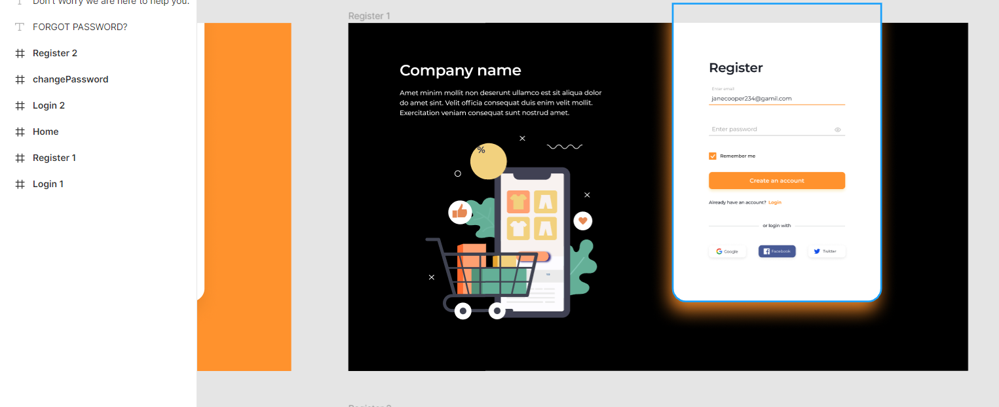 Don't Worry we are here to help you.
FORGOT PASSWORD?
Register 2
changePassword
Login 2
Home
Register 1
Login 1
Register 1
Company name
Amet minim mollit non deserunt ullamco est sit aliqua dolor
do amet sint. Velit officia consequat duis enim velit mollit.
Exercitation veniam consequat sunt nostrud amet.
%
Register
Enter email
janecooper234@gamil.com
Enter password
Remember me
Create an account
Already have an account? Login
or login with
Google
Facebook
Twitter